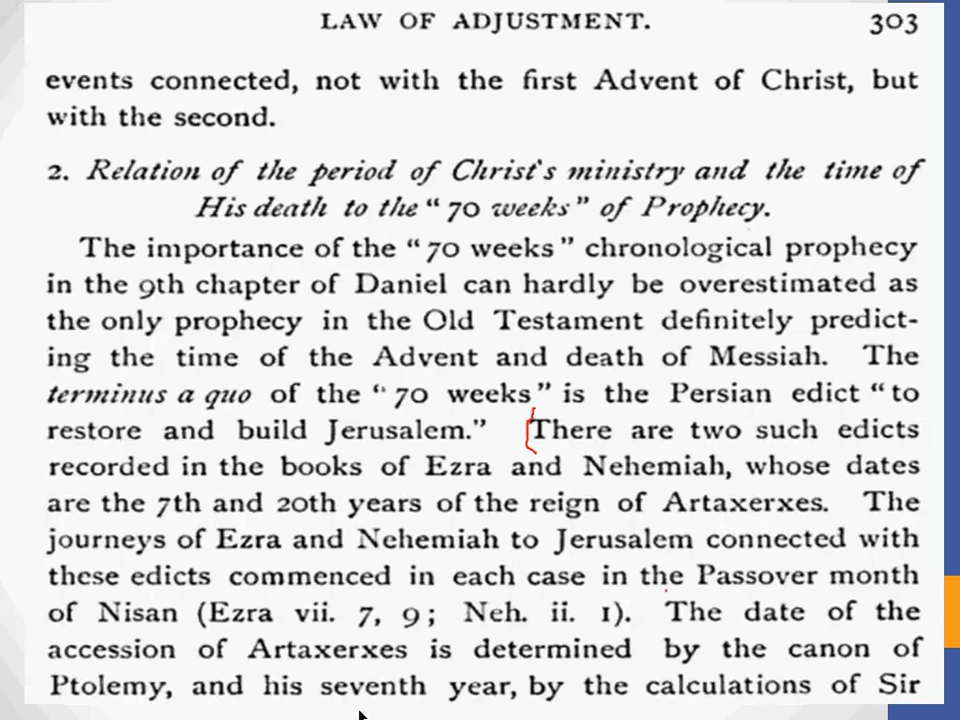 LAW OF ADJUSTMENT. 303
events connected, not with the first Advent of Christ, but
with the second.
2. Relation of the period of Christ's ministry and the time of
His death to the “70 weeks” of Prophecy.
The importance of the “70 weeks” chronological prophecy
in the 9th chapter of Daniel can hardly be overestimated as
the only prophecy in the Old Testament definitely predict-
ing the time of the Advent and death of Messiah. The
terminus a quo of the “70 weeks” is the Persian edict “to
restore and build Jerusalem.” There are two such edicts
recorded in the books of Ezra and Nehemiah, whose dates
are the 7th and 20th years of the reign of Artaxerxes. The
journeys of Ezra and Nehemiah to Jerusalem connected with
these edicts commenced in each case in the Passover month
of Nisan (Ezra vii. 7, 9; Neh. ii. 1). The date of the
accession of Artaxerxes is determined by the canon of
Ptolemy, and his seventh year, by the calculations of Sir